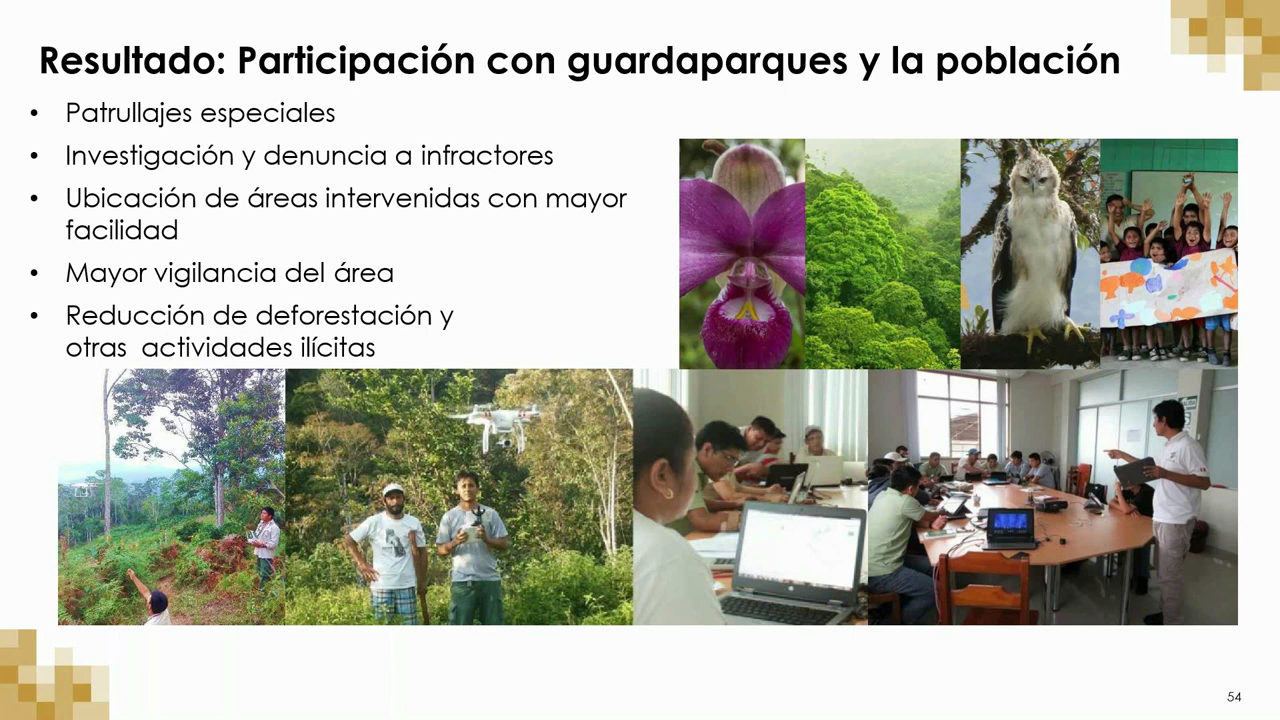 Resultado: Participación con guardaparques y la población
• Patrullajes especiales
• Investigación y denuncia a infractores
• Ubicación de áreas intervenidas con mayor
facilidad
• Mayor vigilancia del área
• Reducción de deforestación y
otras  actividades ilícitas
54